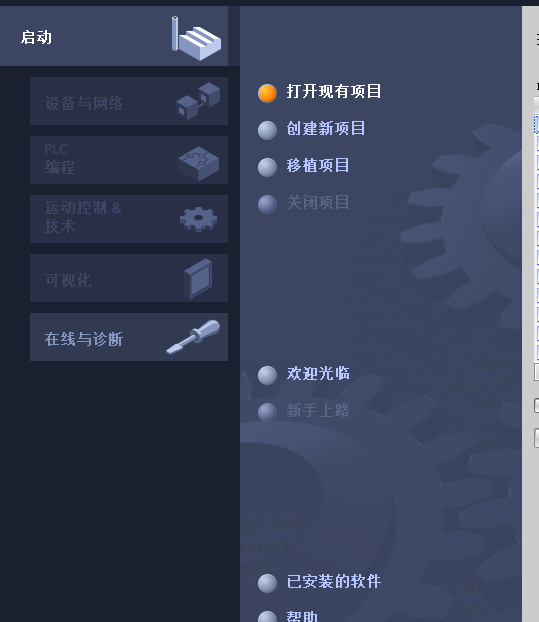 启动
设备与网络
PLC
编程
运动控制 &
技术
可视化
在线与诊断
打开现有项目
创建新项目
移植项目
关闭项目
欢迎光临
新手上路
已安装的软件
帮助